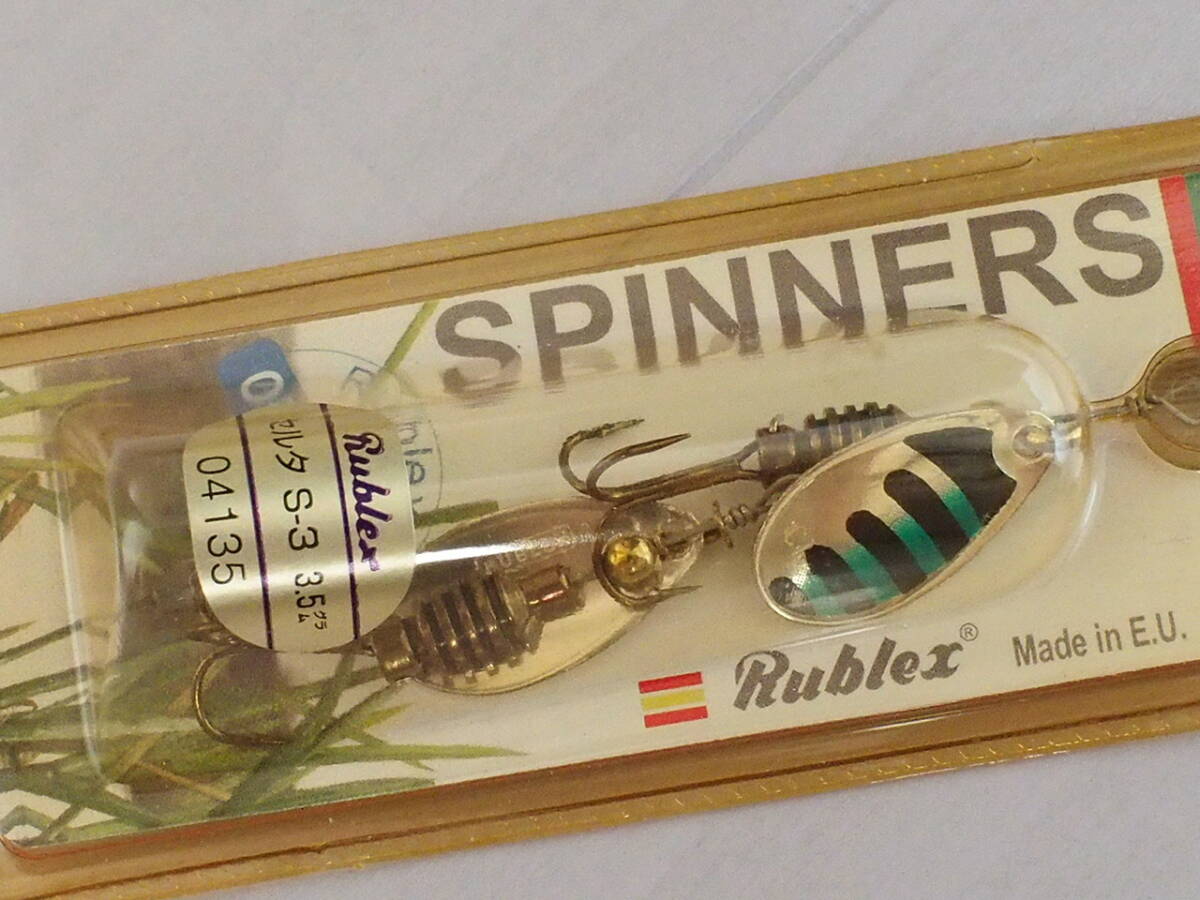 SPINNERS
Rublex
セルタ S-3 3.5グラム
04135
Rublex®
Made in E.U.